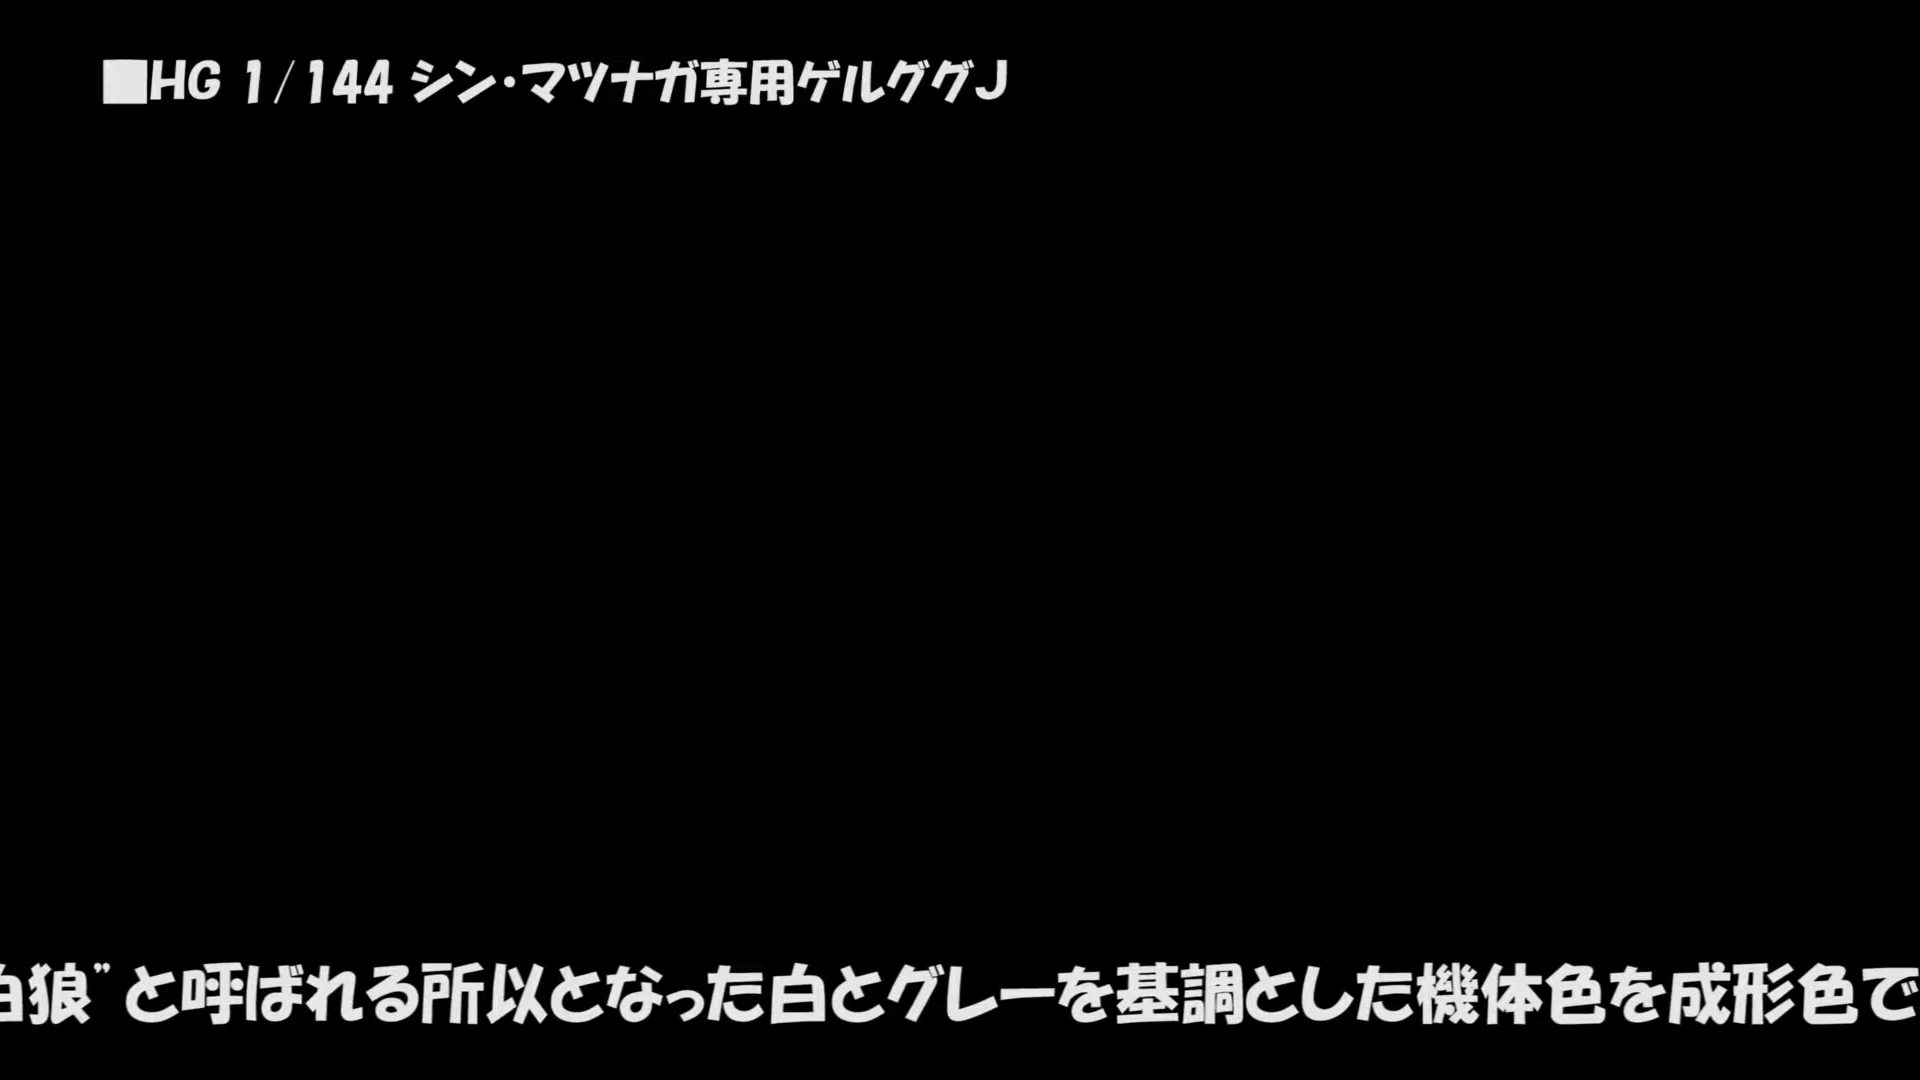 ■HG 1/144 シン・マツナガ専用ゲルググJ
白狼”と呼ばれる所以となった白とグレーを基調とした機体色を成形色で